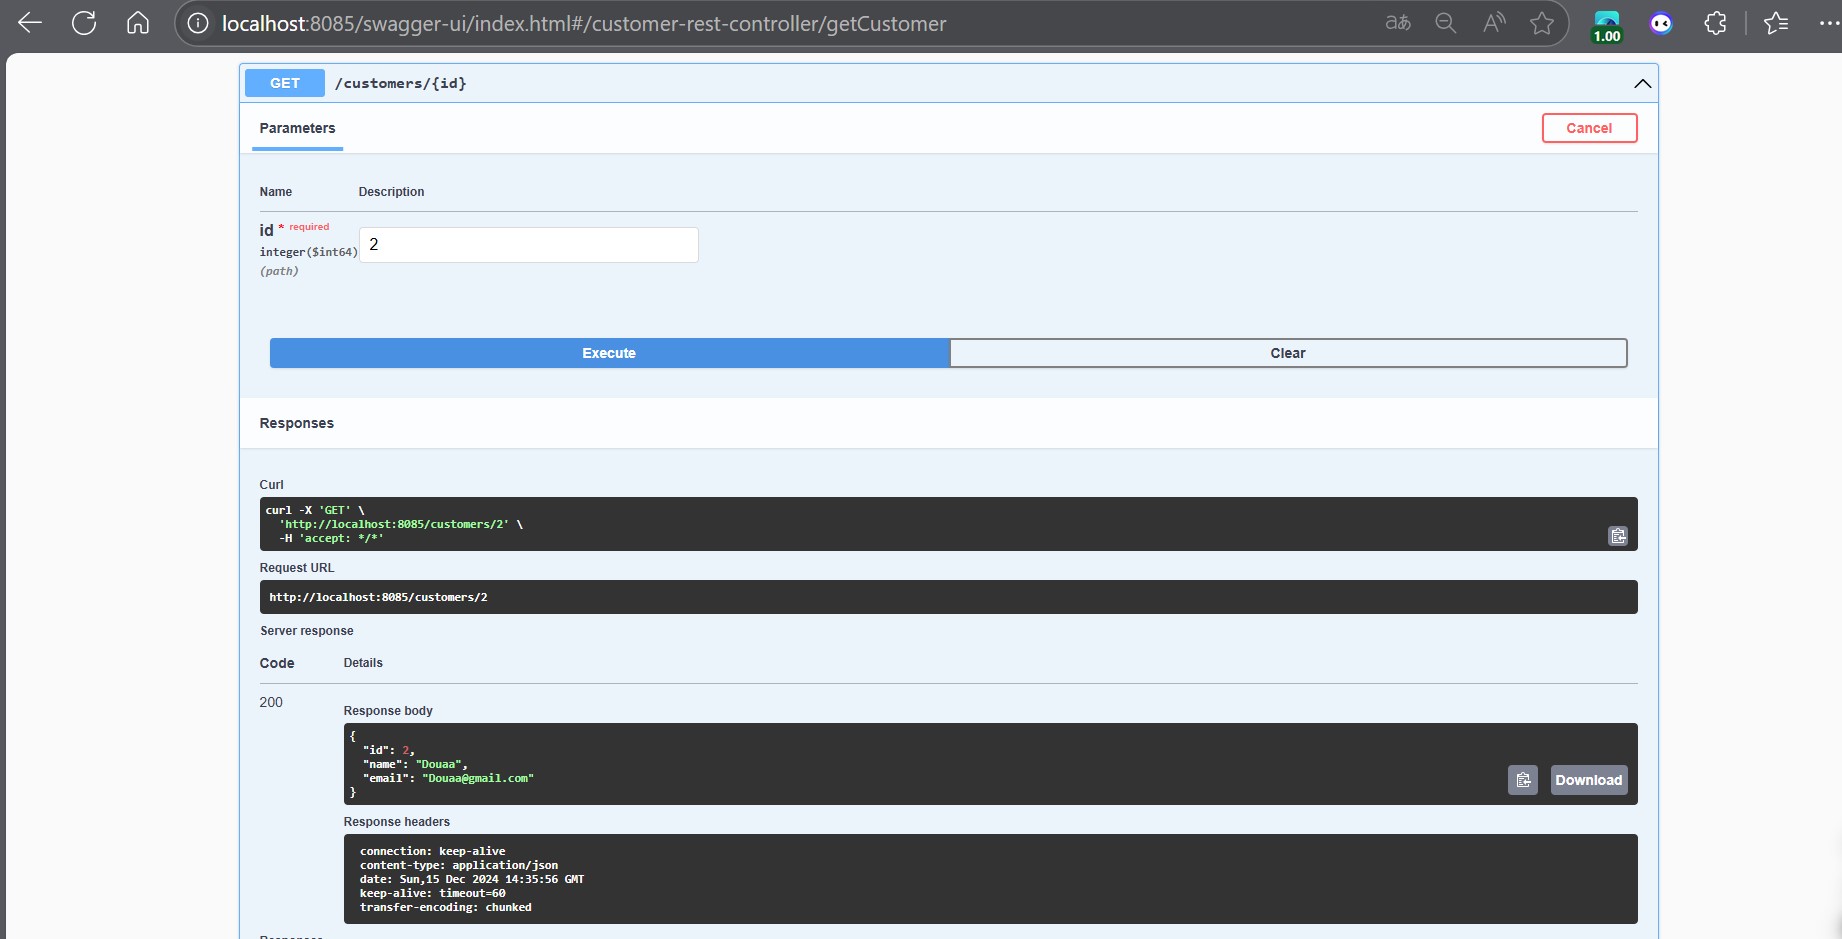 localhost:8085/swagger-ui/index.html#/customer-rest-controller/getCustomer
aあ
A
1.00
GET /customers/{id}
Parameters
Cancel
Name Description
id * required
integer($int64)
(path)
2
Execute
Clear
Responses
Curl
curl -X 'GET' \
'http://localhost:8085/customers/2' \
-H 'accept: */*'
Request URL
http://localhost:8085/customers/2
Server response
Code Details
200
Response body
{
"id": 2,
"name": "Douaa",
"email": "Douaa@gmail.com"
}
Download
Response headers
connection: keep-alive
content-type: application/json
date: Sun,15 Dec 2024 14:35:56 GMT
keep-alive: timeout=60
transfer-encoding: chunked
Responses